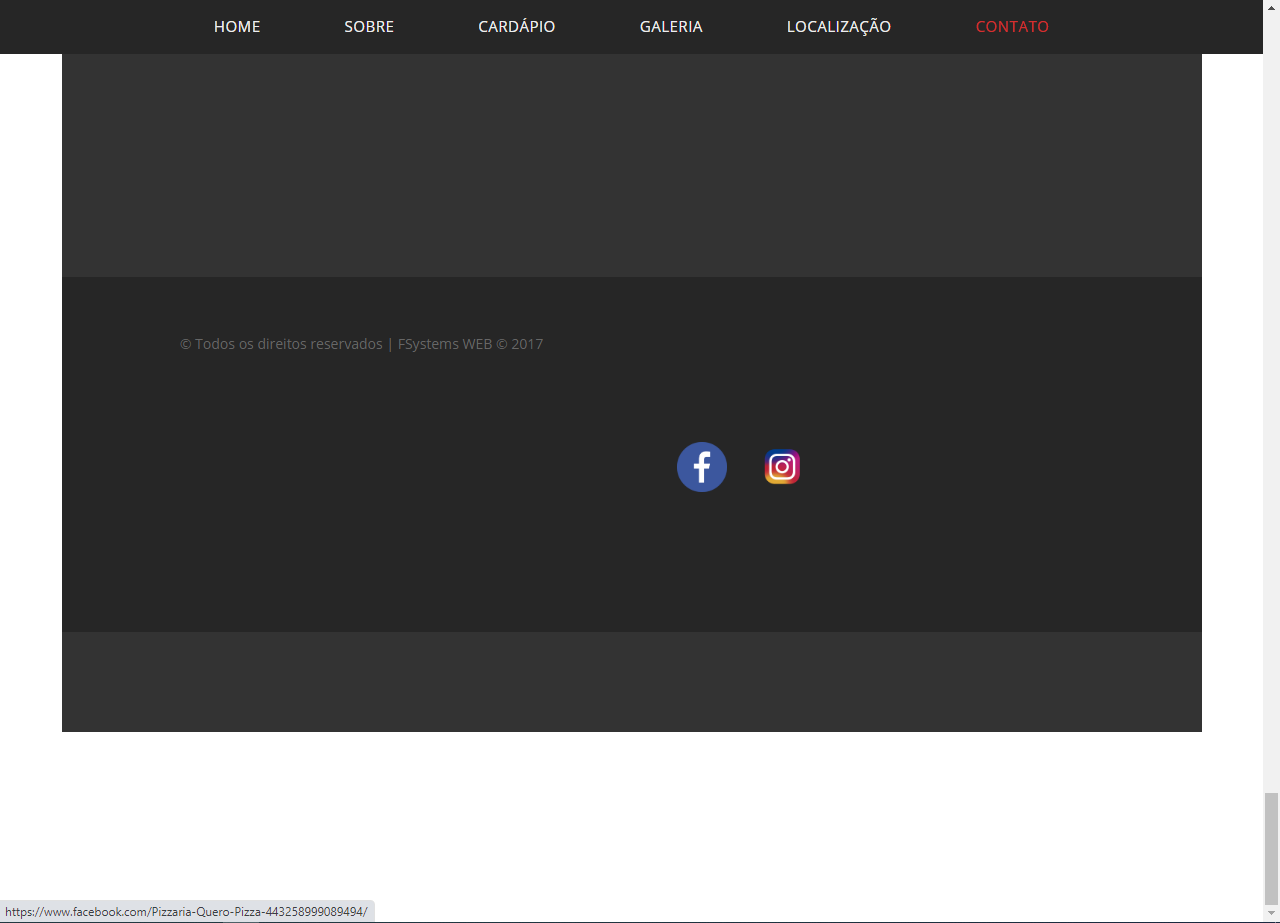 HOME SOBRE CARDÁPIO GALERIA LOCALIZAÇÃO CONTATO
© Todos os direitos reservados | FSystems WEB © 2017
https://www.facebook.com/Pizzaria-Quero-Pizza-443258999089494/